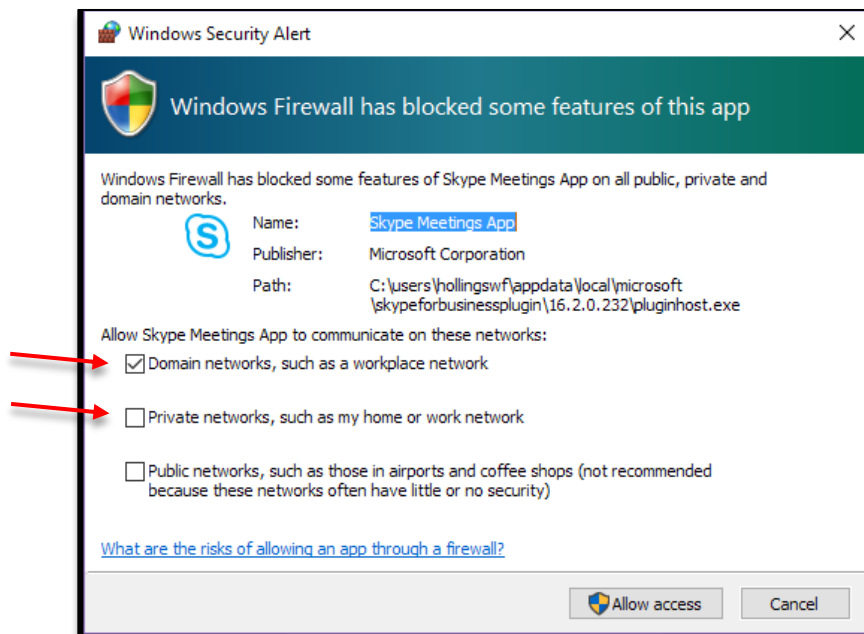 Windows Security Alert
Windows Firewall has blocked some features of this app
Windows Firewall has blocked some features of Skype Meetings App on all public, private and
domain networks.
Name: Skype Meetings App
Publisher: Microsoft Corporation
Path: C:\users\hollingswf\appdata\local\microsoft
\skypeforbusinessplugin\16.2.0.232\pluginhost.exe
Allow Skype Meetings App to communicate on these networks:
Domain networks, such as a workplace network
Private networks, such as my home or work network
Public networks, such as those in airports and coffee shops (not recommended
because these networks often have little or no security)
What are the risks of allowing an app through a firewall?
Allow access Cancel